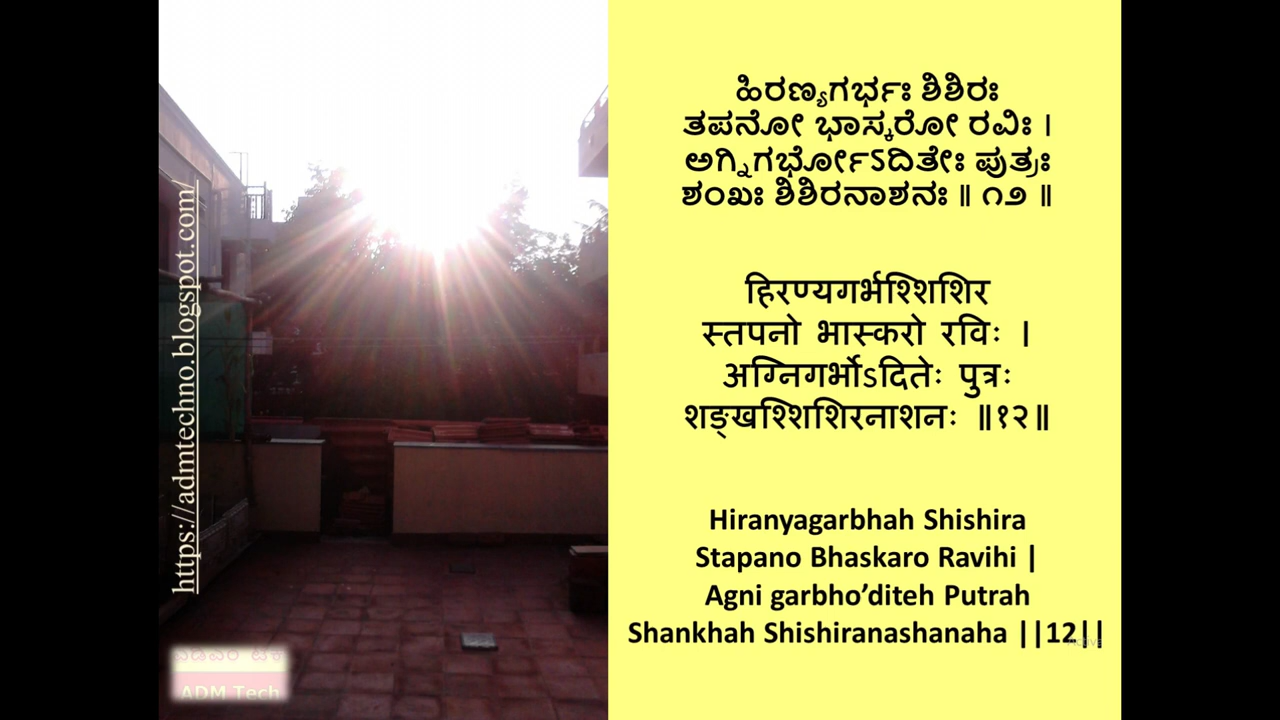 https://admtechno.blogspot.com/
ADM Tech
ಹಿರಣ್ಯಗರ್ಭಃ ಶಿಶಿರಃ
ತಪನೋ ಭಾಸ್ಕರೋ ರವಿಃ ।
ಅಗ್ನಿಗರ್ಭೋಽದಿತೇಃ ಪುತ್ರಃ
ಶಂಖಃ ಶಿಶಿರನಾಶನಃ ॥ ೧೨ ॥
हिरण्यगर्भश्शिशिर
स्तपनो भास्करो रविः ।
अग्निगर्भोऽदितेः पुत्रः
शङ्खश्शिशिरनाशनः ॥१२॥
Hiranyagarbhah Shishira
Stapano Bhaskaro Ravihi |
Agni garbho’diteh Putrah
Shankhah Shishiranashanaha ||12||